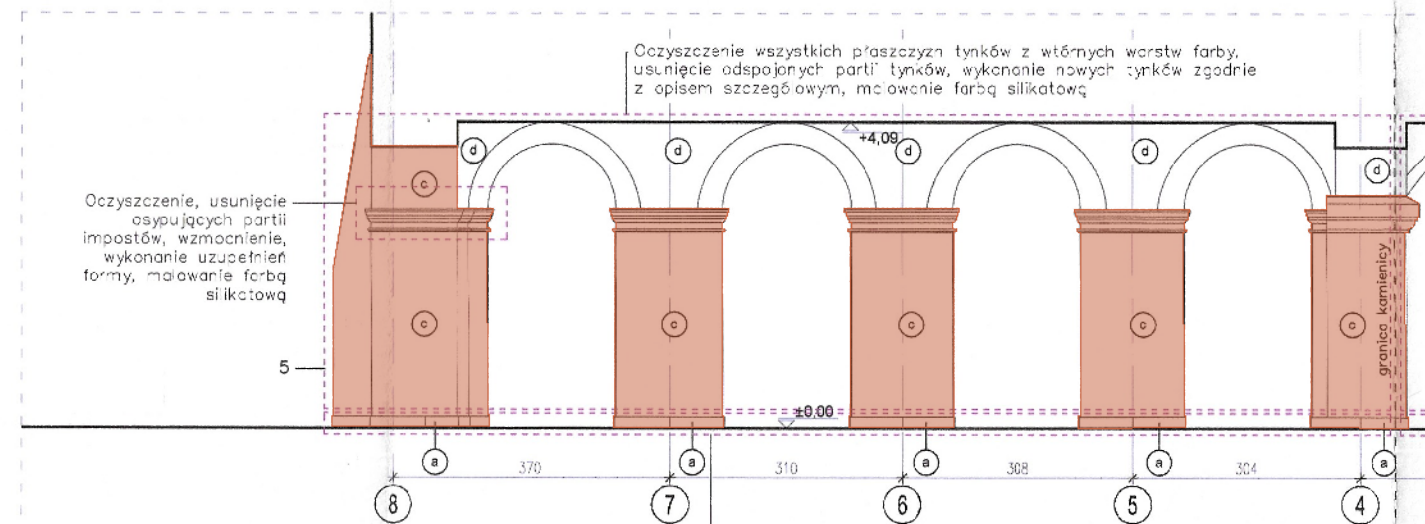 Oczyszczenie wszystkich płaszczyzn tynków z wtórnych warstw farby,
usunięcie odspojonych partii tynków, wykonanie nowych tynków zgodnie
z opisem szczegółowym, malowanie farbą silikatową
+4,09
d
d
d
d
d
c
Oczyszczenie, usunięcie
osypujących partii
impostów, wzmocnienie,
wykonanie uzupełnień
formy, malowanie farbą
silikatową
c
c
c
c
c
granica kamienicy
5
±0,00
a
a
a
a
a
370
310
308
304
8
7
6
5
4